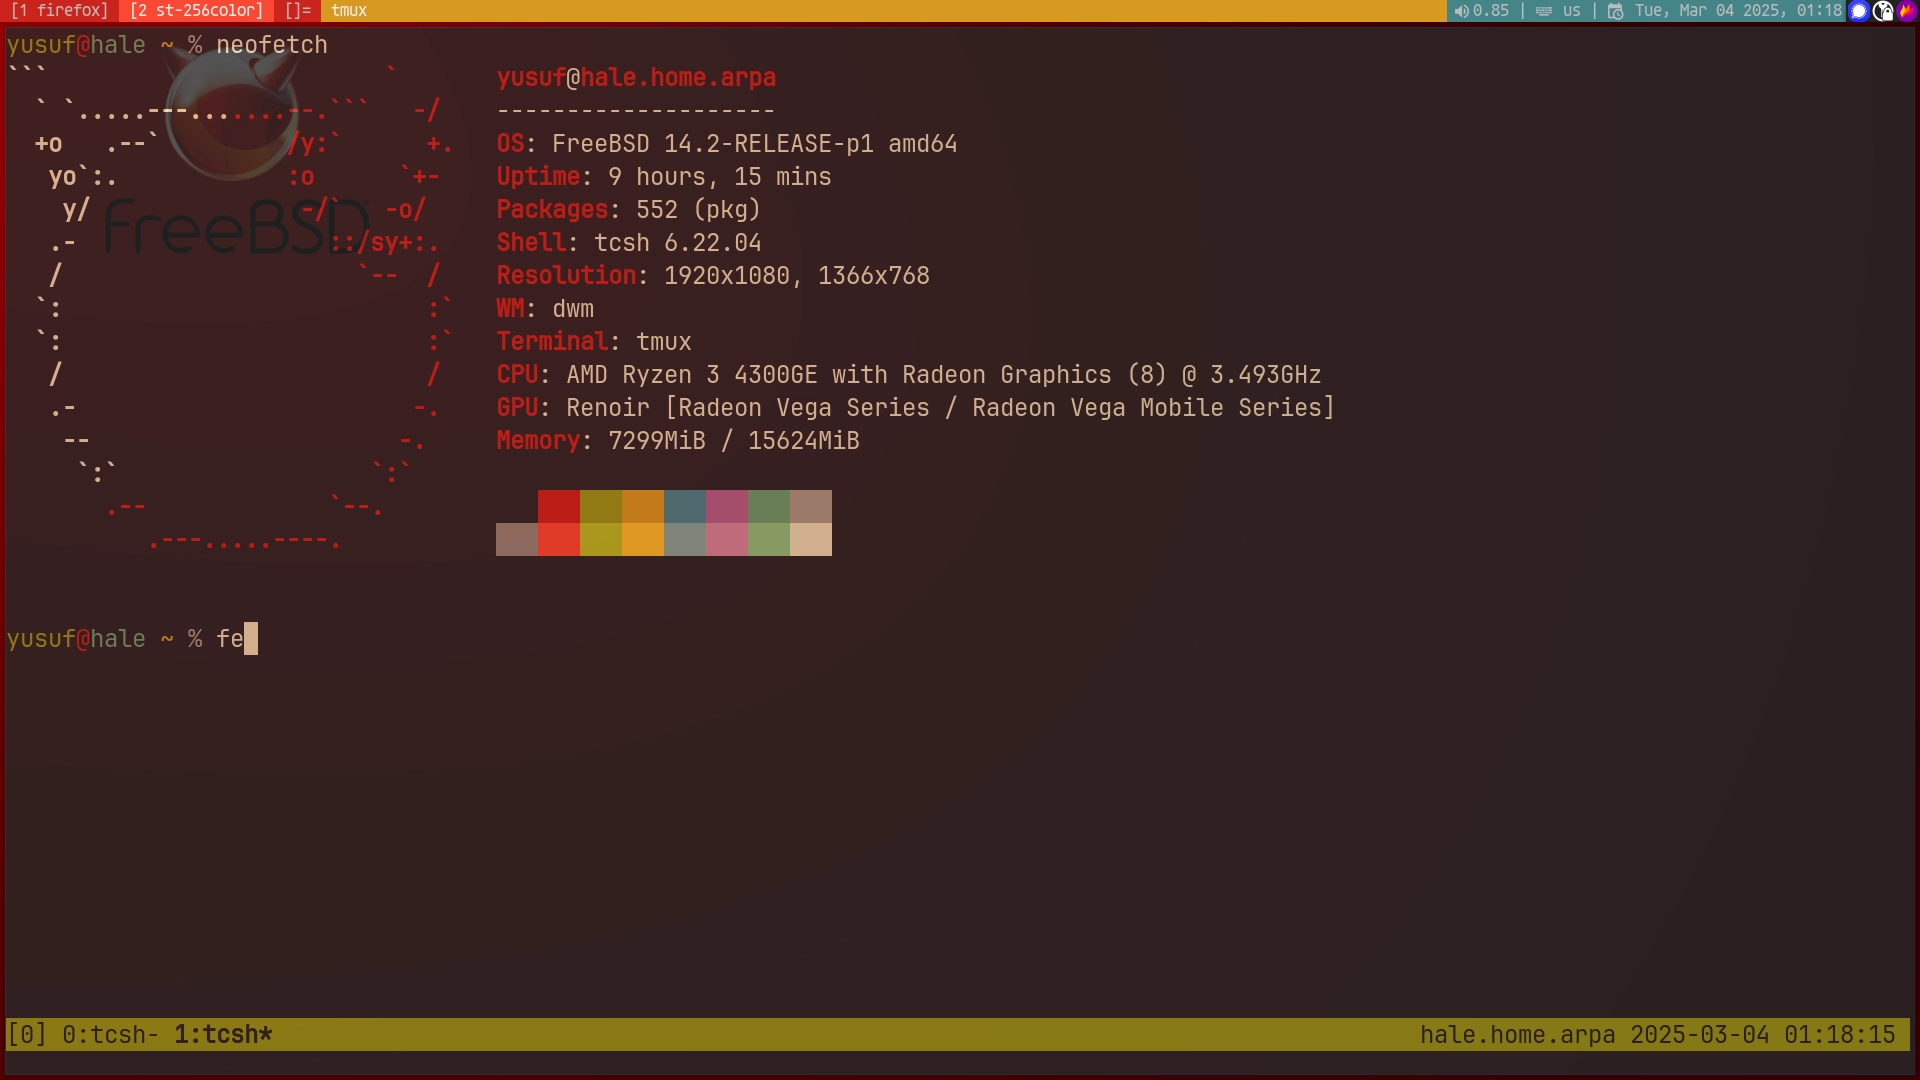 [1 firefox] [2 st-256color] []= tmux 0.85 | us | Tue, Mar 04 2025, 01:18
yusuf@hale ~ % neofetch
```                        `       yusuf@hale.home.arpa
  ` `.....---.......--.```   -/    --------------------
  +o   .--`         /y:`      +.   OS: FreeBSD 14.2-RELEASE-p1 amd64
   yo`:.            :o      `+-    Uptime: 9 hours, 15 mins
    y/               -/`   -o/     Packages: 552 (pkg)
   .-                  ::/sy+:.    Shell: tcsh 6.22.04
   /                     `--  /    Resolution: 1920x1080, 1366x768
  `:                          :`   WM: dwm
  `:                          :`   Terminal: tmux
   /                          /    CPU: AMD Ryzen 3 4300GE with Radeon Graphics (8) @ 3.493GHz
   .-                        -.    GPU: Renoir [Radeon Vega Series / Radeon Vega Mobile Series]
    --                      -.     Memory: 7299MiB / 15624MiB
     `:`                  `:`
       .--             `--.
          .---.....----.
FreeBSD
yusuf@hale ~ % fe
[0] 0:tcsh- 1:tcsh* hale.home.arpa 2025-03-04 01:18:15